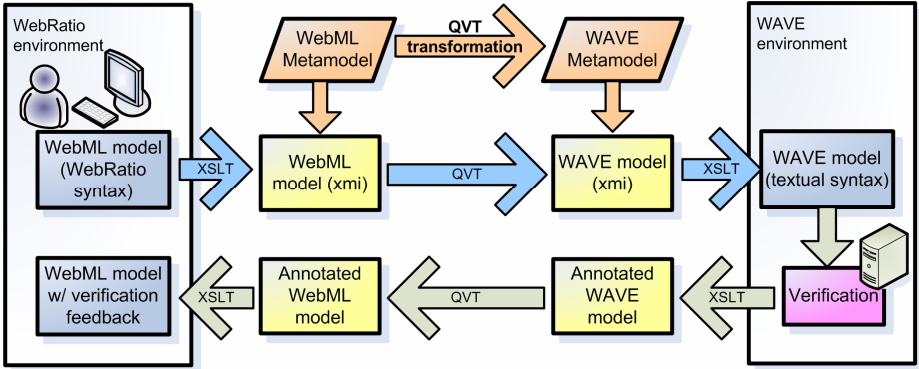 WebRatio
environment
WebML
Metamodel
QVT
transformation
WAVE
Metamodel
WAVE
environment
WebML model
(WebRatio
syntax)
XSLT
WebML
model (xmi)
QVT
WAVE model
(xmi)
XSLT
WAVE model
(textual syntax)
WebML model
w/ verification
feedback
XSLT
Annotated
WebML
model
QVT
Annotated
WAVE
model
XSLT
Verification